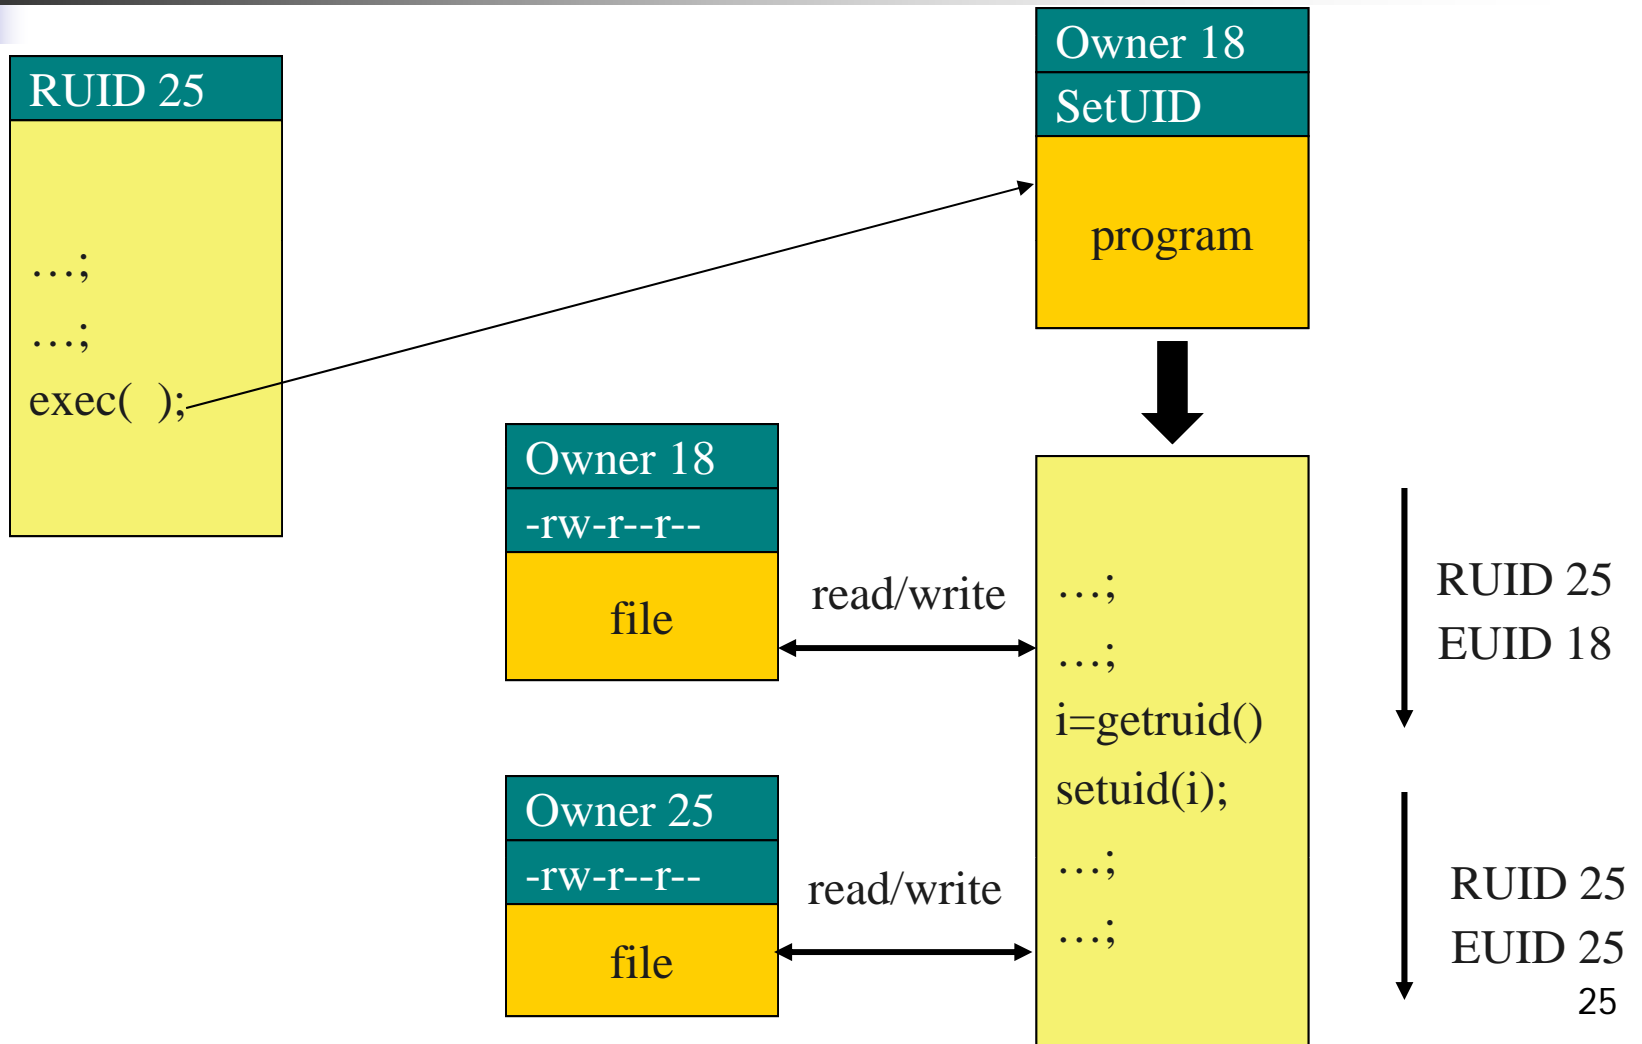 RUID 25
…;
…;
exec( );
Owner 18
SetUID
program
Owner 18
-rw-r--r--
file
read/write
Owner 25
-rw-r--r--
file
read/write
…;
…;
i=getruid()
setuid(i);
…;
…;
RUID 25
EUID 18
RUID 25
EUID 25
25